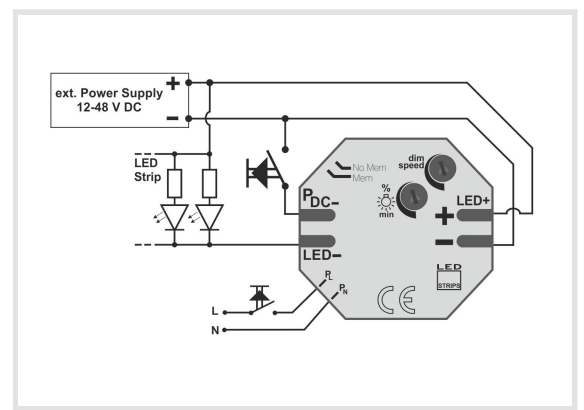 ext. Power Supply
12-48 V DC
+
−
LED
Strip
No Mem
Mem
dim
speed
%
min
P DC−
LED+
+
−
LED−
PL
PN
L
N
LED
STRIPS
CE